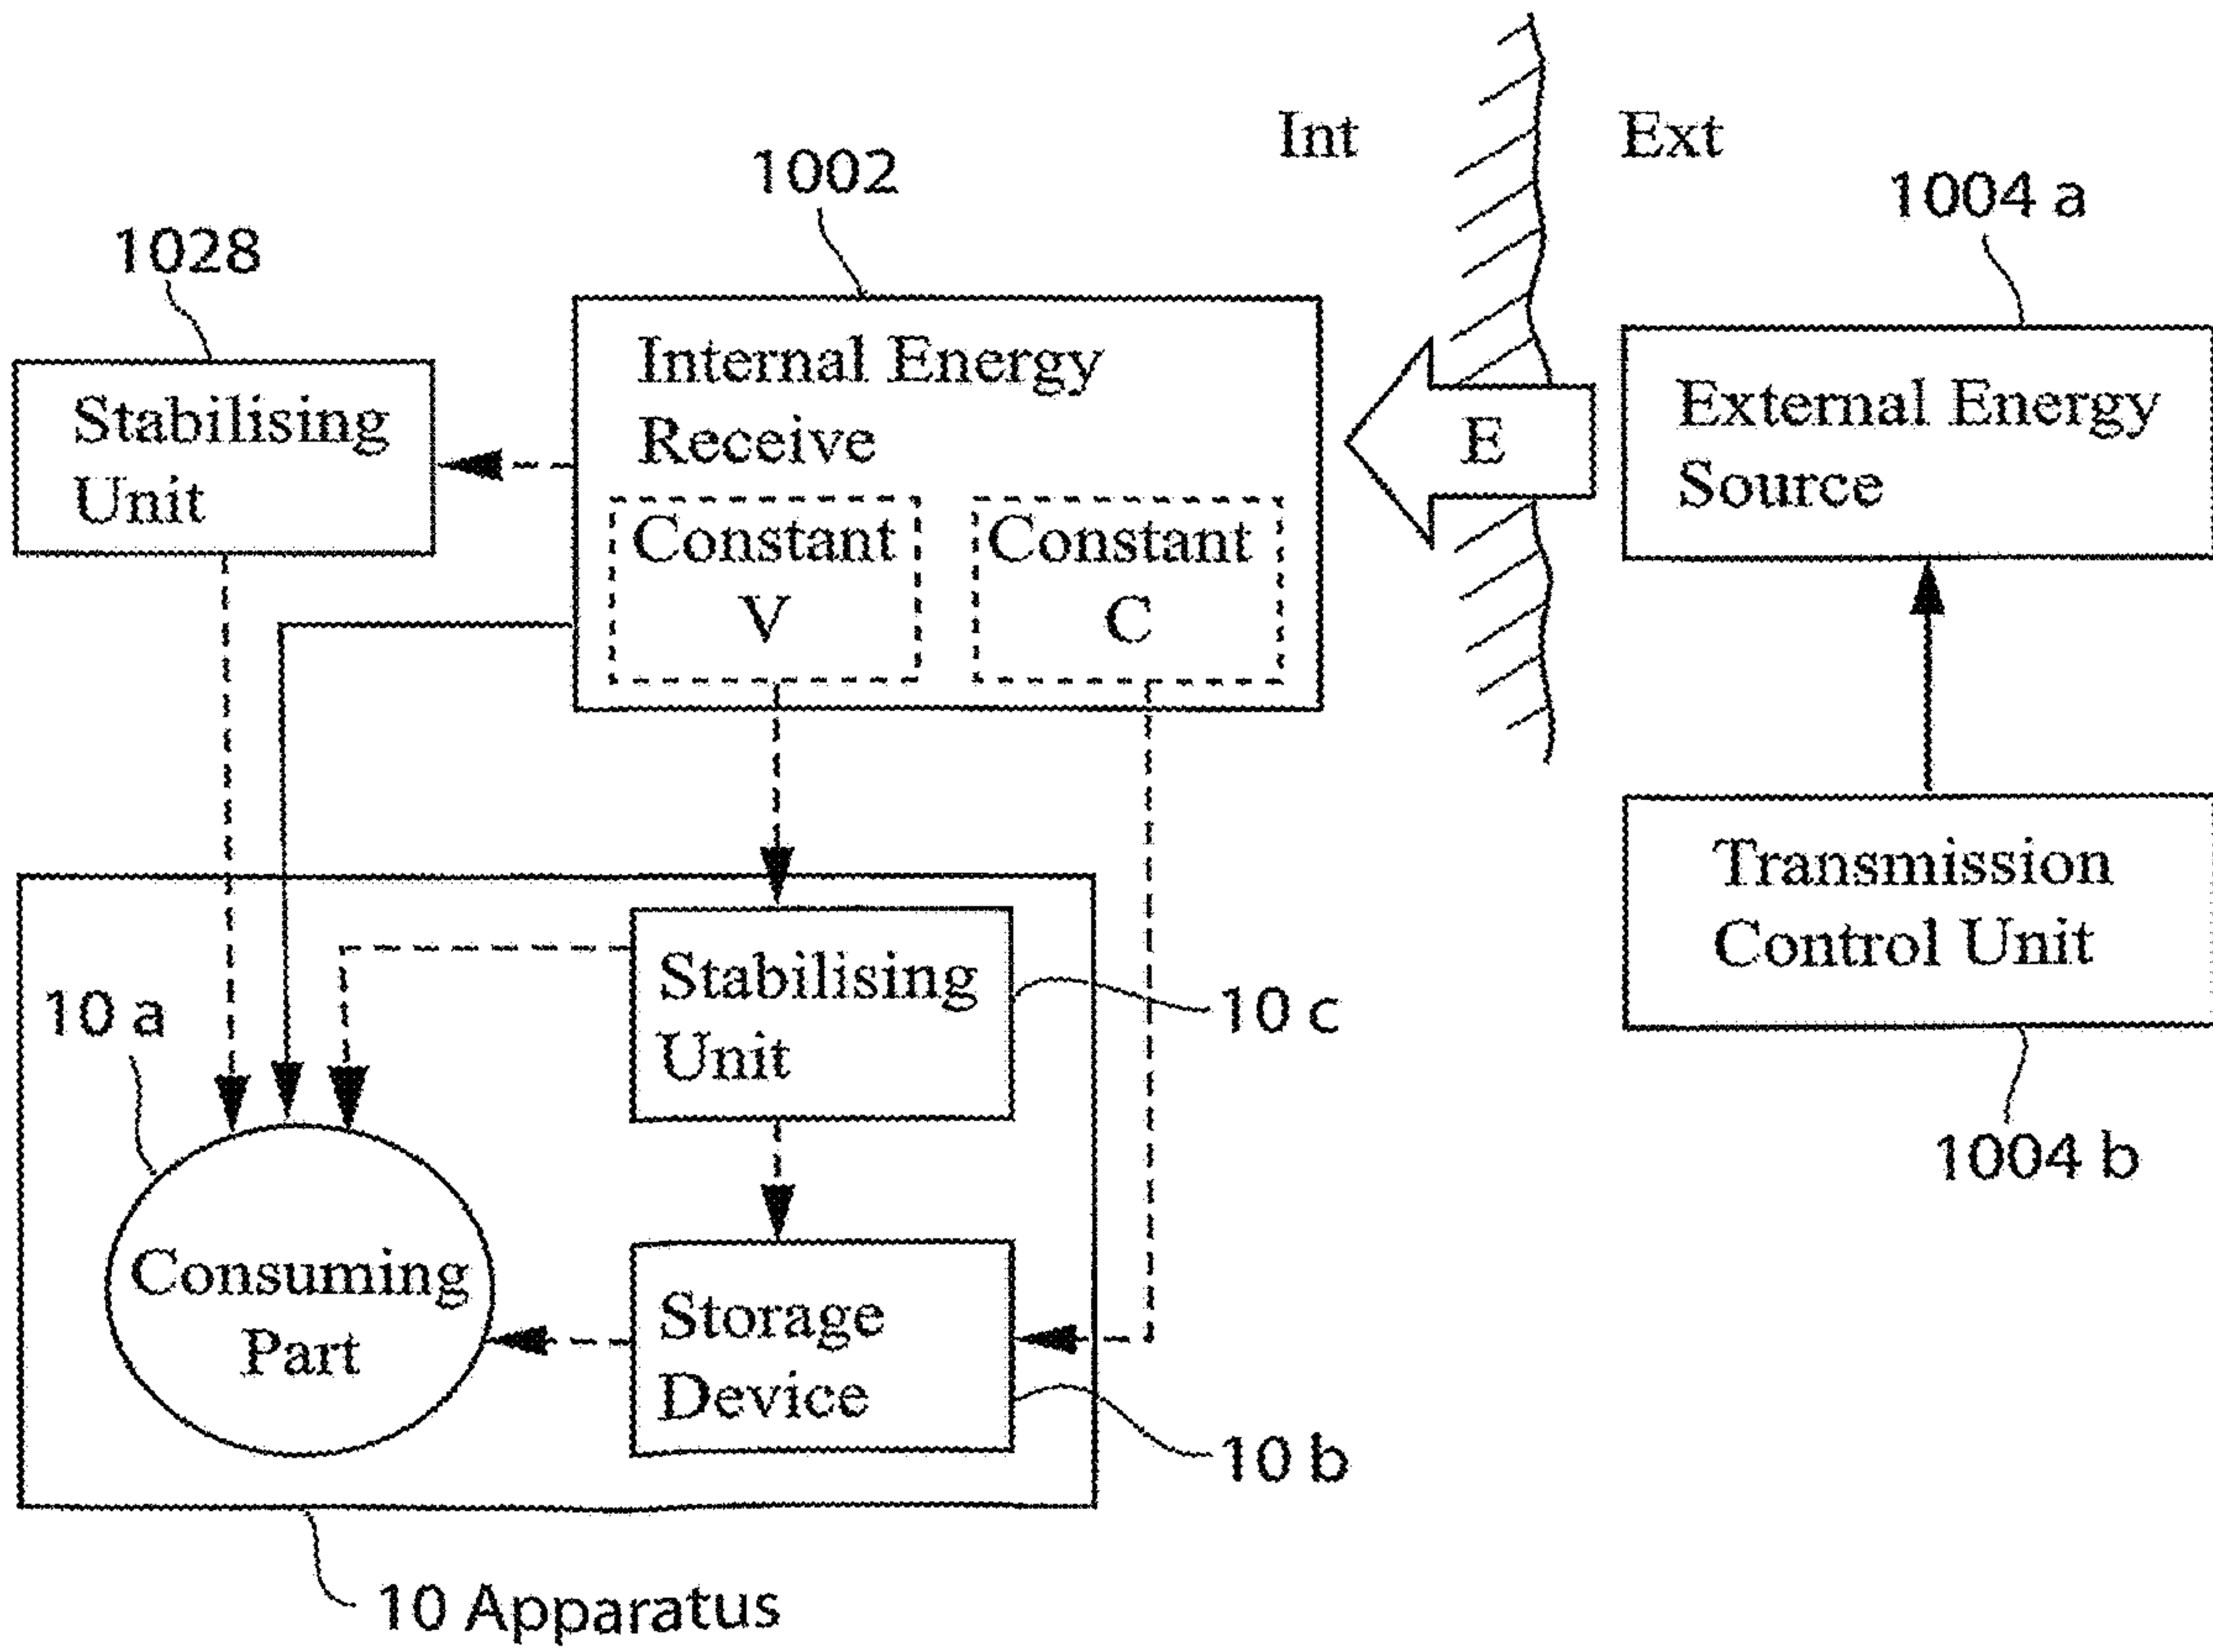 Int
Ext
1002
1004 a
1028
Internal Energy
Receive
External Energy
Source
Stabilising
Unit
E
Constant
V
Constant
C
Transmission
Control Unit
Stabilising
Unit
10 a
10 c
1004 b
Consuming
Part
Storage
Device
10 b
10 Apparatus